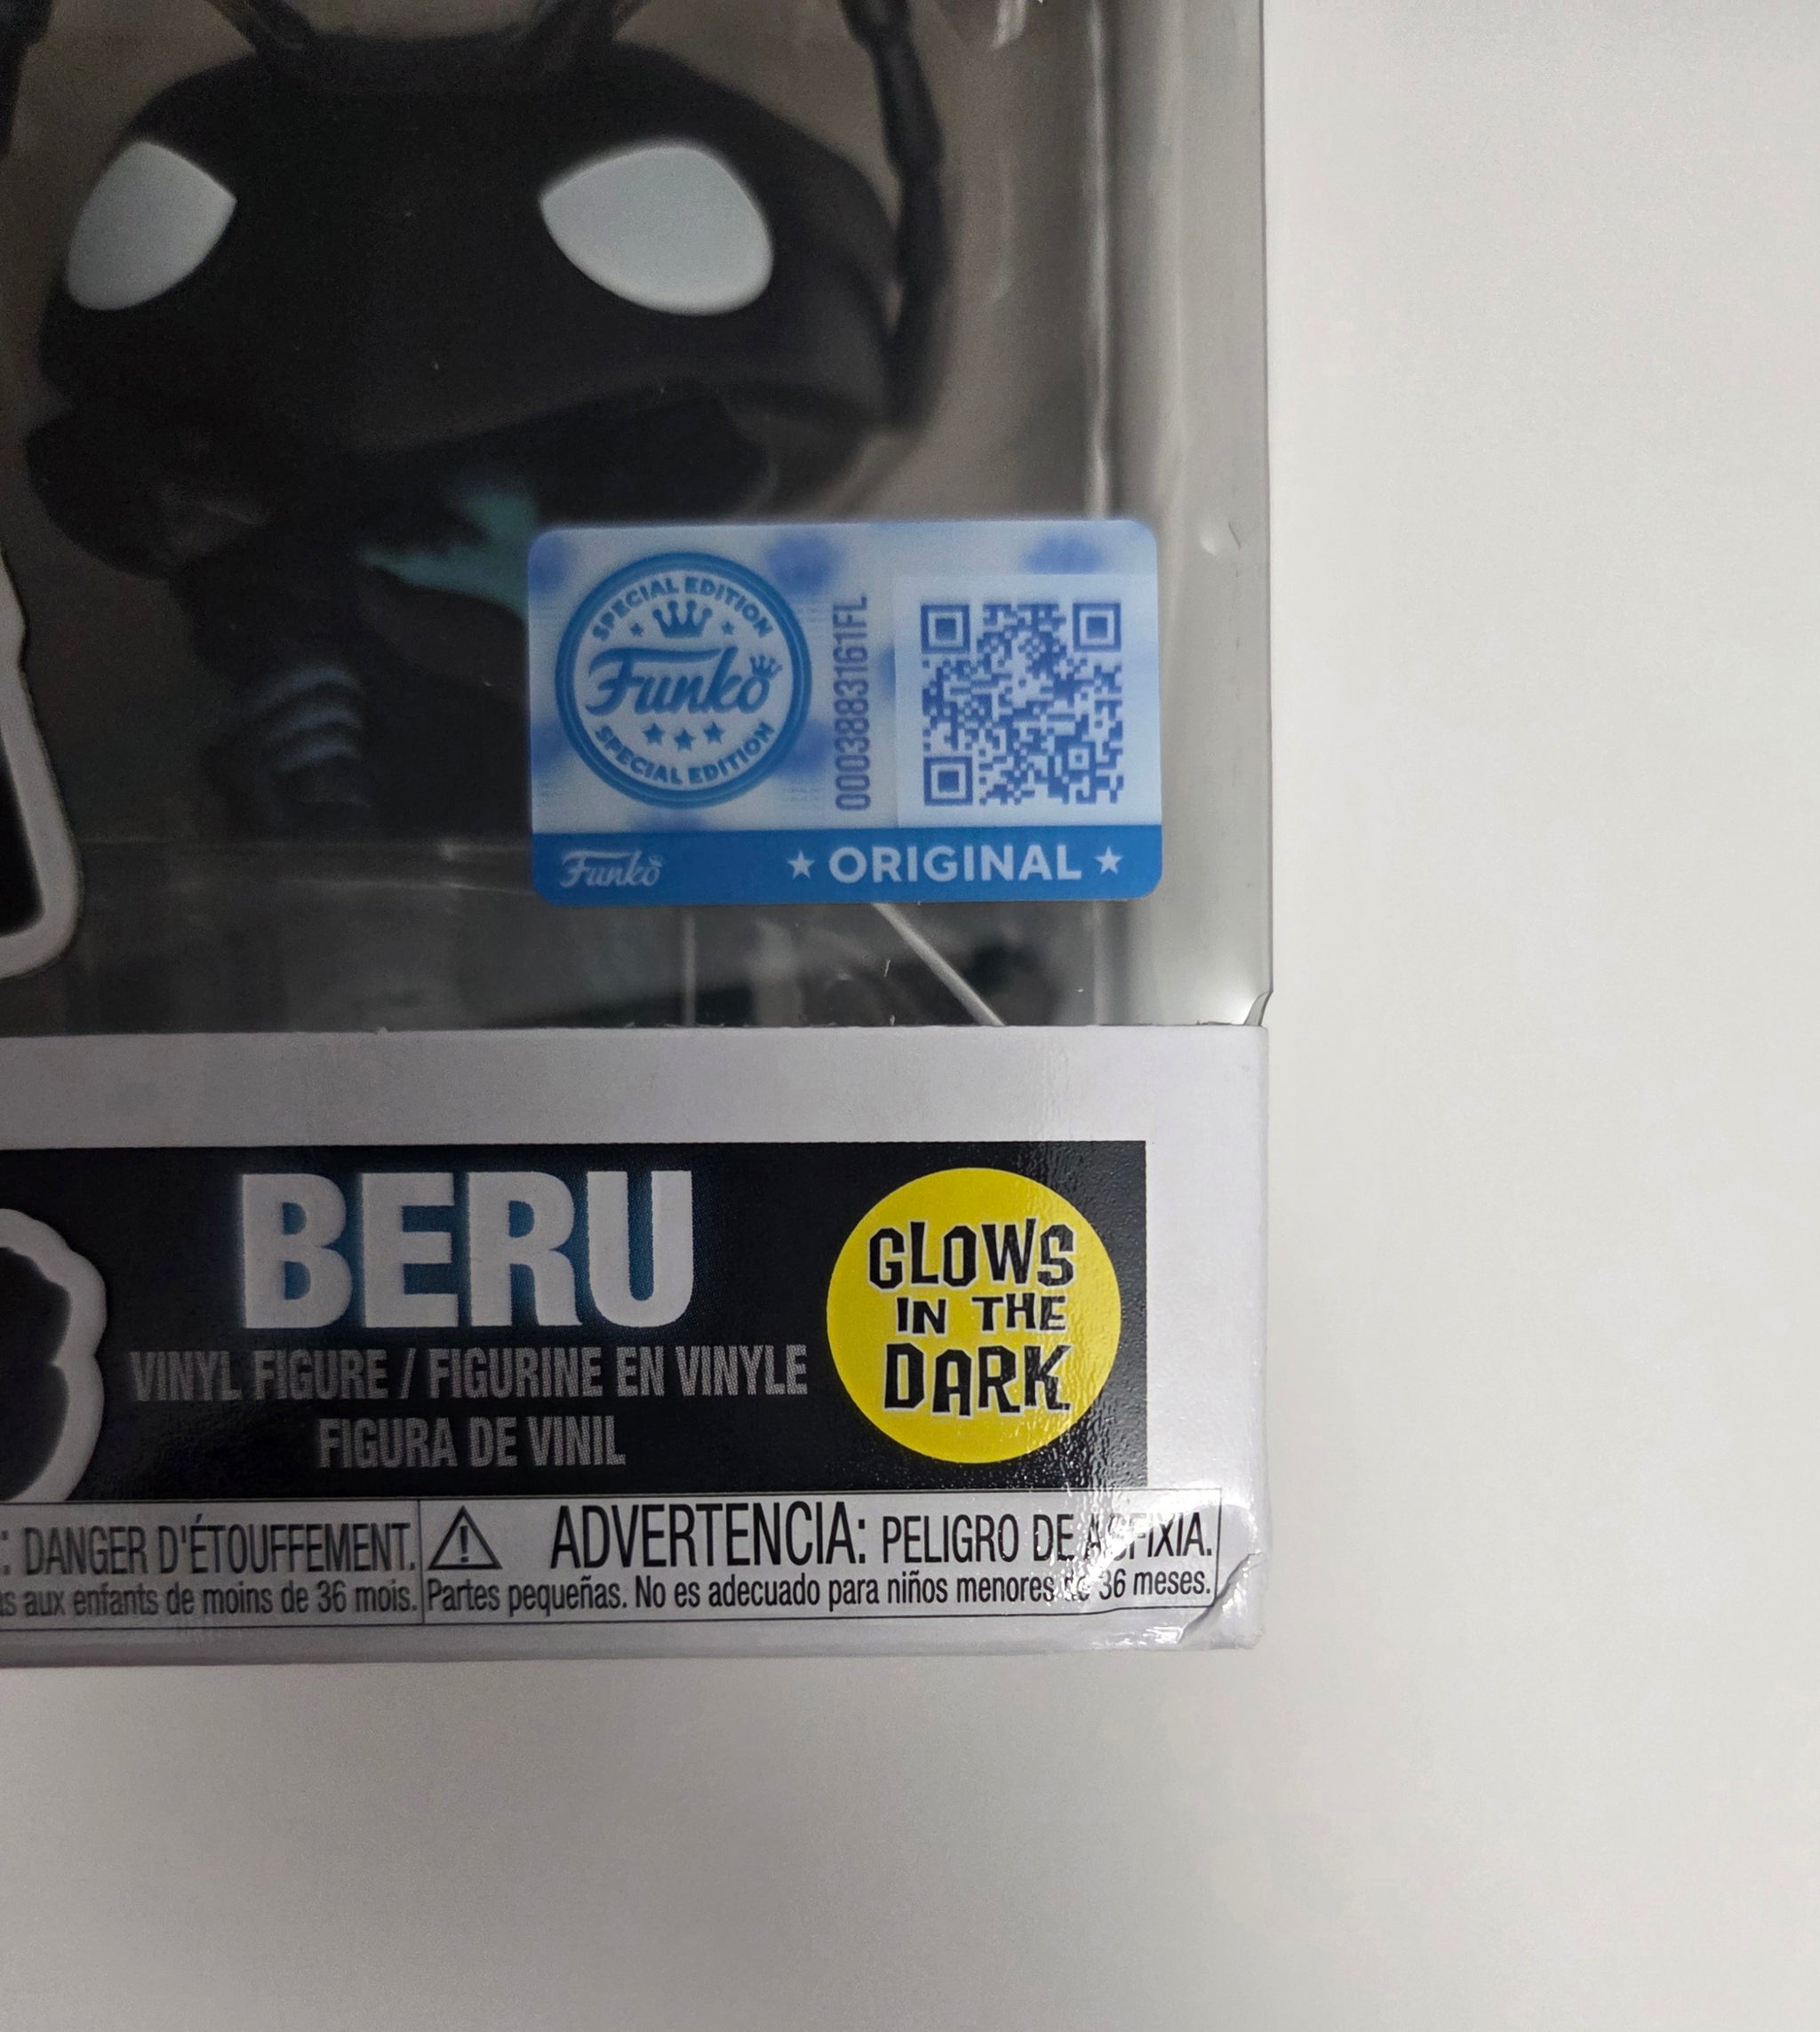 SPECIAL EDITION
Funko
SPECIAL EDITION
0003883161FL
Funko
★ ORIGINAL ★
BERU
VINYL FIGURE / FIGURINE EN VINYLE
FIGURA DE VINIL
GLOWS
IN THE
DARK
: DANGER D'ÉTOUFFEMENT.
aux enfants de moins de 36 mois.
ADVERTENCIA: PELIGRO DE ASFIXIA.
Partes pequeñas. No es adecuado para niños menores de 36 meses.